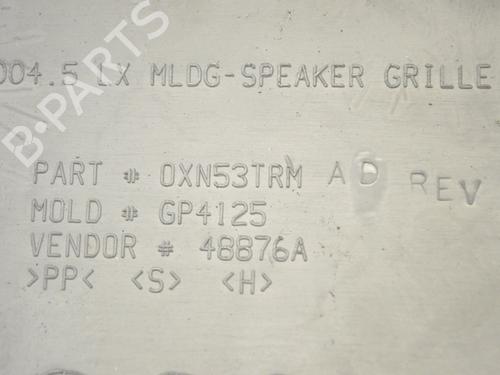 004.5 LX MLDG-SPEAKER GRILLE
B-PARTS
PART # 0XN53TRM AD REV
MOLD # GP4125
VENDOR # 48876A
>PP< <S> <H>